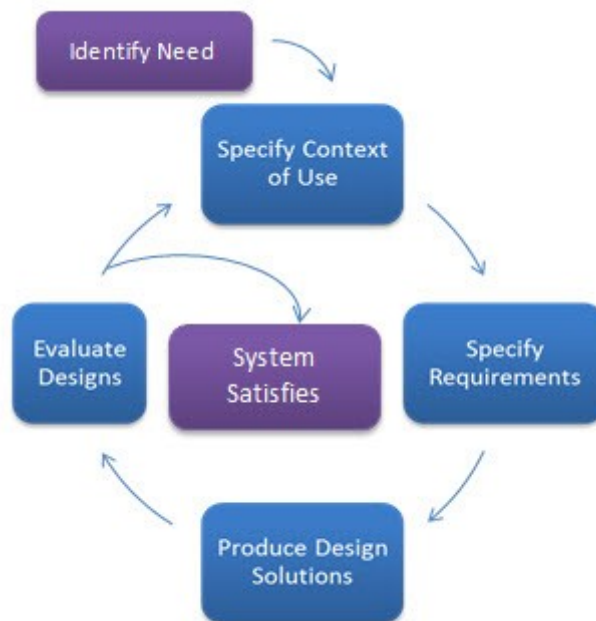 Identify Need
Specify Context
of Use
Evaluate
Designs
System
Satisfies
Specify
Requirements
Produce Design
Solutions